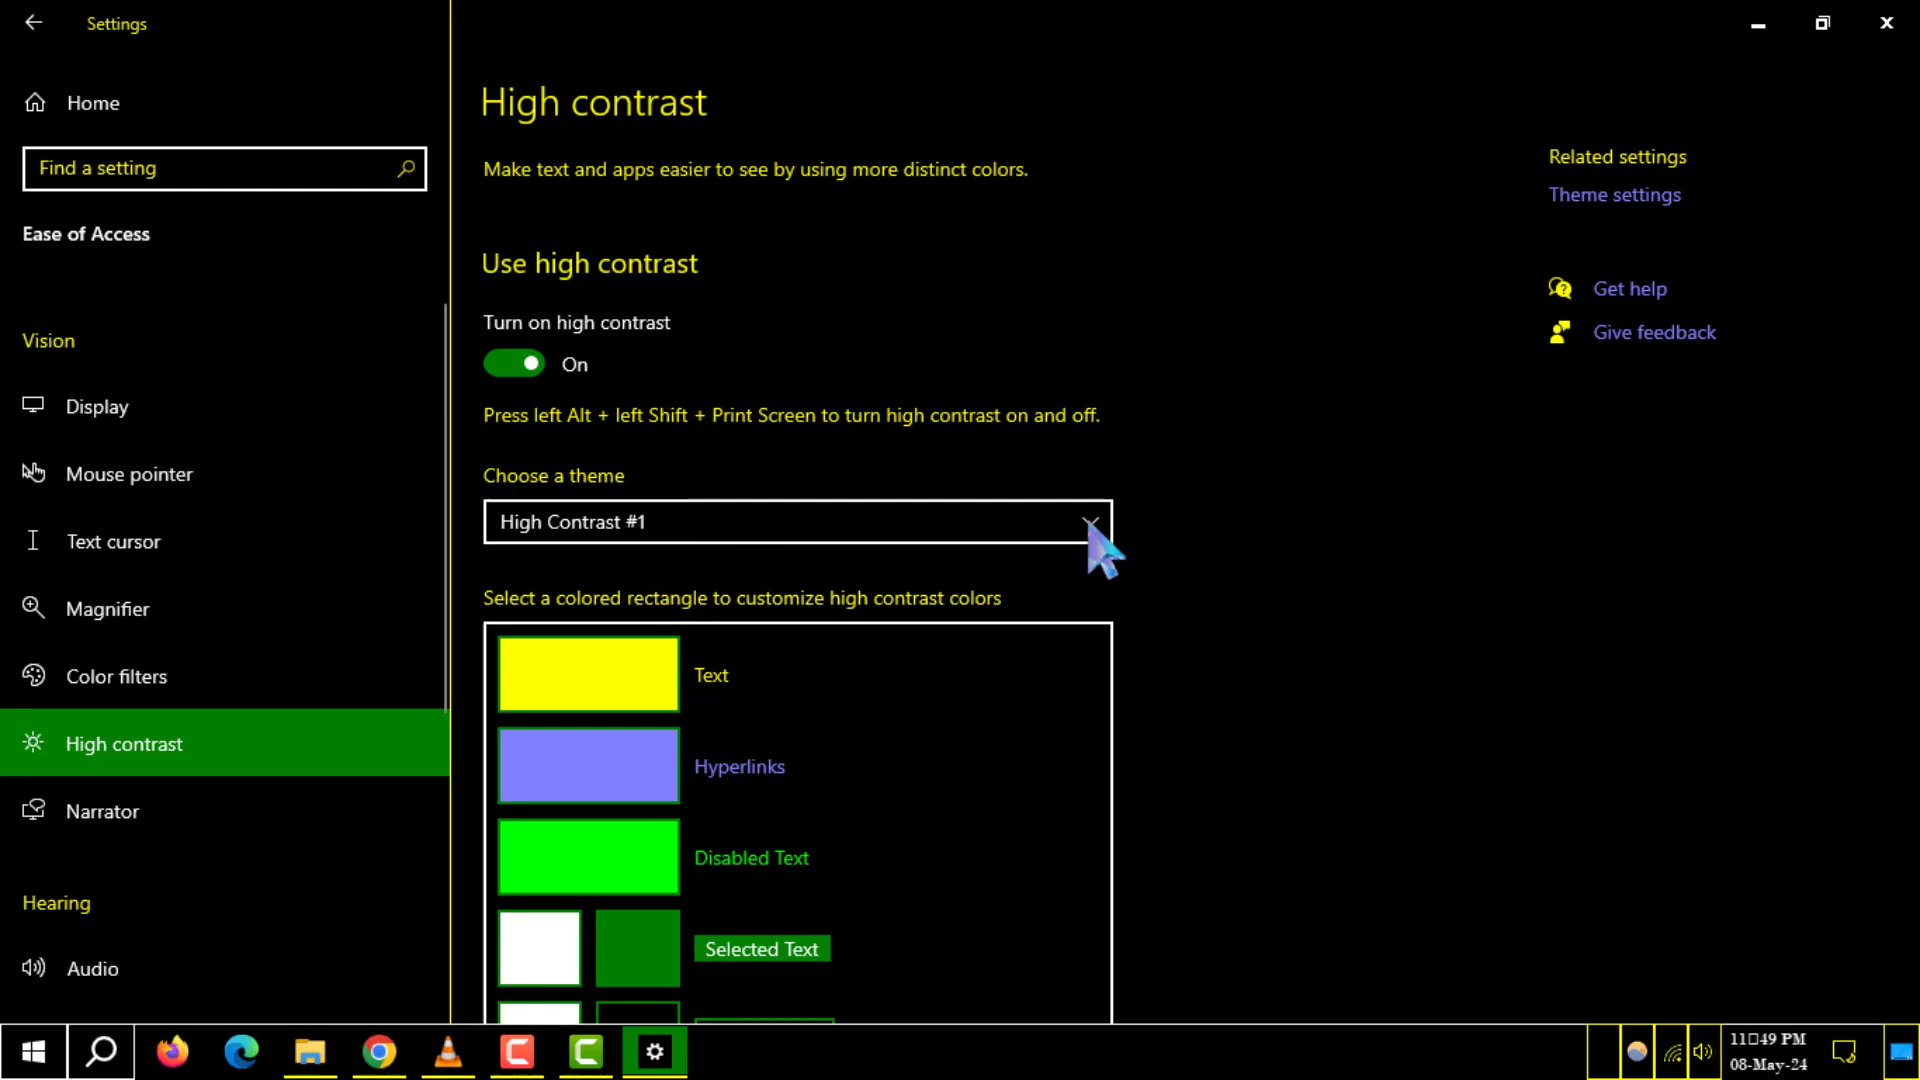 Settings
Home
Find a setting
Ease of Access
Vision
Display
Mouse pointer
Text cursor
Magnifier
Color filters
High contrast
Narrator
Hearing
Audio
High contrast
Make text and apps easier to see by using more distinct colors.
Use high contrast
Turn on high contrast
On
Press left Alt + left Shift + Print Screen to turn high contrast on and off.
Choose a theme
High Contrast #1
Select a colored rectangle to customize high contrast colors
Text
Hyperlinks
Disabled Text
Selected Text
Related settings
Theme settings
Get help
Give feedback
11□49 PM
08-May-24